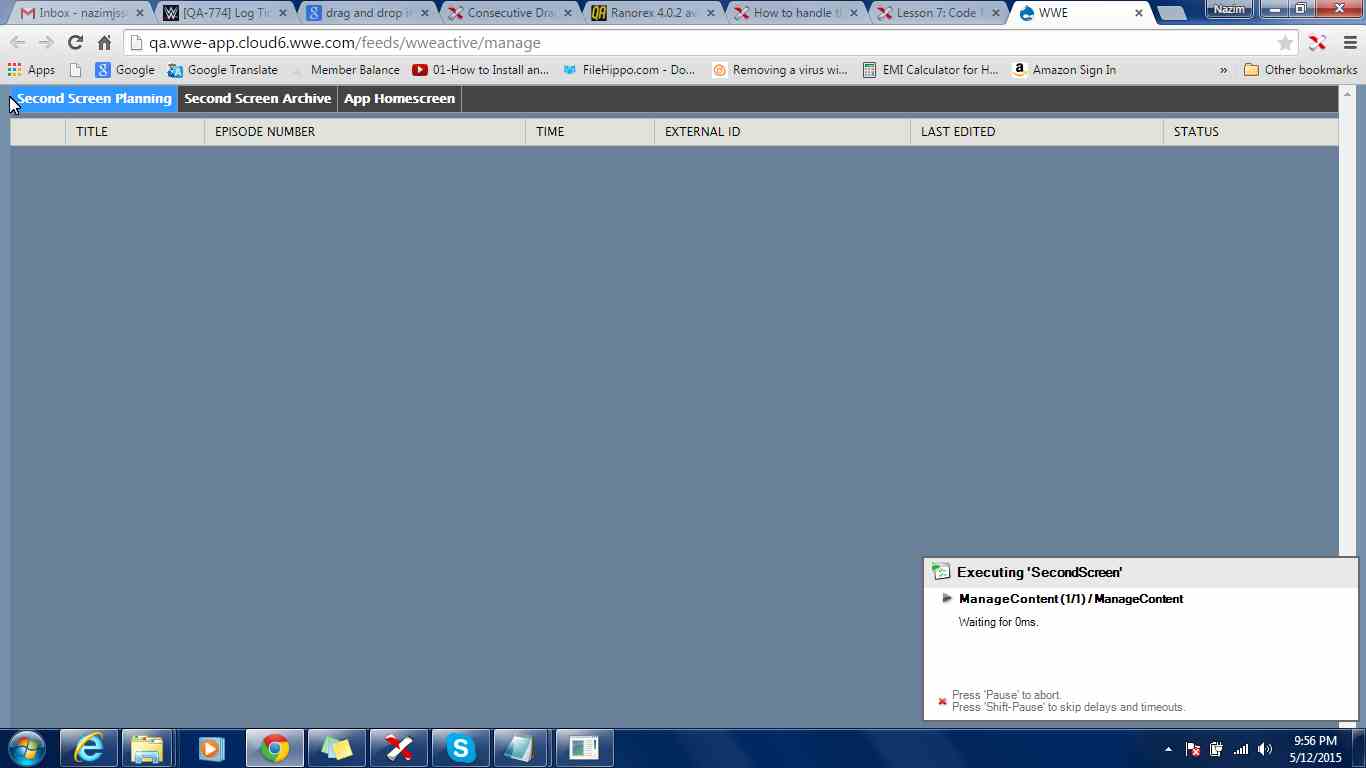 Inbox - nazimjss
[QA-774] Log Tic
drag and drop i
Consecutive Dra
Ranorex 4.0.2 av
How to handle t
Lesson 7: Code
WWE
Nazim
qa.wwe-app.cloud6.wwe.com/feeds/wweactive/manage
Apps
Google
Google Translate
Member Balance
01-How to Install an...
FileHippo.com - Do...
Removing a virus wi...
EMI Calculator for H...
Amazon Sign In
»
Other bookmarks
Second Screen Planning
Second Screen Archive
App Homescreen
TITLE
EPISODE NUMBER
TIME
EXTERNAL ID
LAST EDITED
STATUS
Executing 'SecondScreen'
ManageContent (1/1) / ManageContent
Waiting for 0ms.
Press 'Pause' to abort.
Press 'Shift-Pause' to skip delays and timeouts.
9:56 PM
5/12/2015